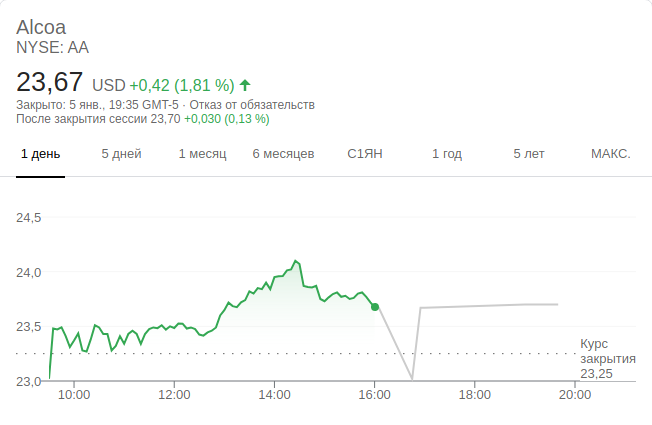 Alcoa
NYSE: AA
23,67 USD +0,42 (1,81 %)
Закрыто: 5 янв., 19:35 GMT-5 · Отказ от обязательств
После закрытия сессии 23,70 +0,030 (0,13 %)
1 день 5 дней 1 месяц 6 месяцев С1ЯН 1 год 5 лет МАКС.
24,5
24,0
23,5
Курс
закрытия
23,25
23,0
10:00 12:00 14:00 16:00 18:00 20:00